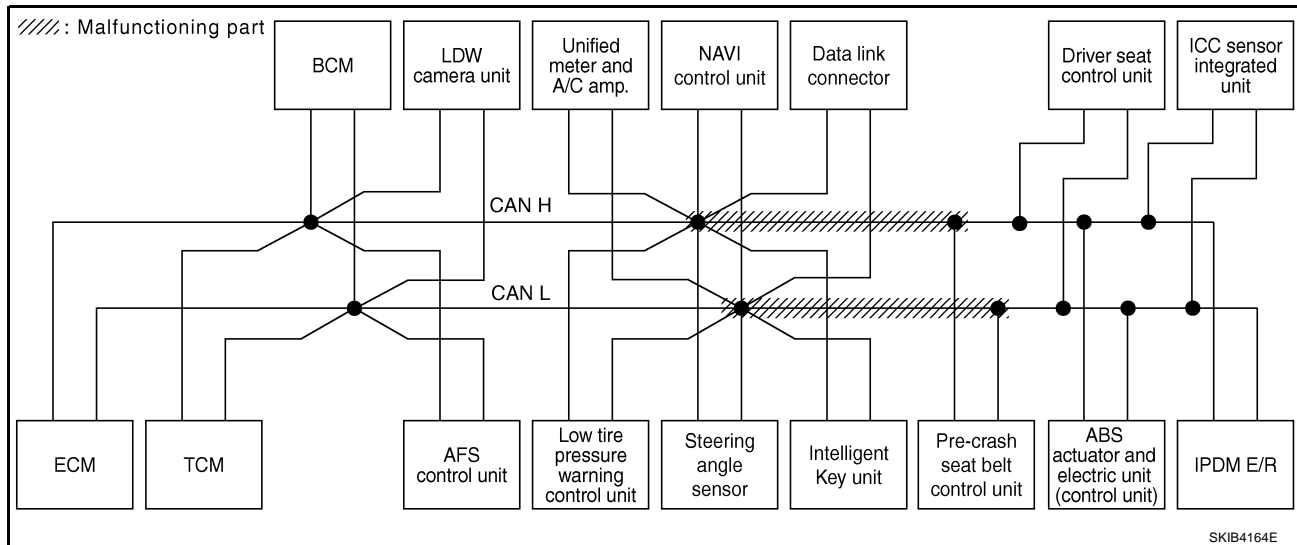 : Malfunctioning part
BCM
LDW
camera unit
Unified
meter and
A/C amp.
NAVI
control unit
Data link
connector
Driver seat
control unit
ICC sensor
integrated
unit
CAN H
CAN L
ECM
TCM
AFS
control unit
Low tire
pressure
warning
control unit
Steering
angle
sensor
Intelligent
Key unit
Pre-crash
seat belt
control unit
ABS
actuator and
electric unit
(control unit)
IPDM E/R
SKIB4164E